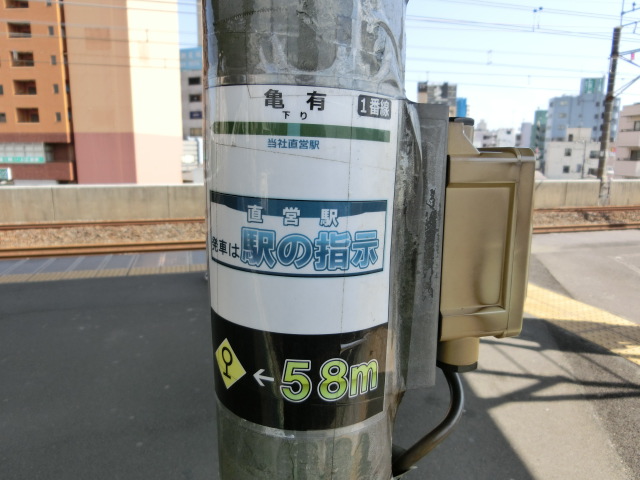 亀有
1番線
下り
当社直営駅
直営駅
発車は駅の指示
←58m